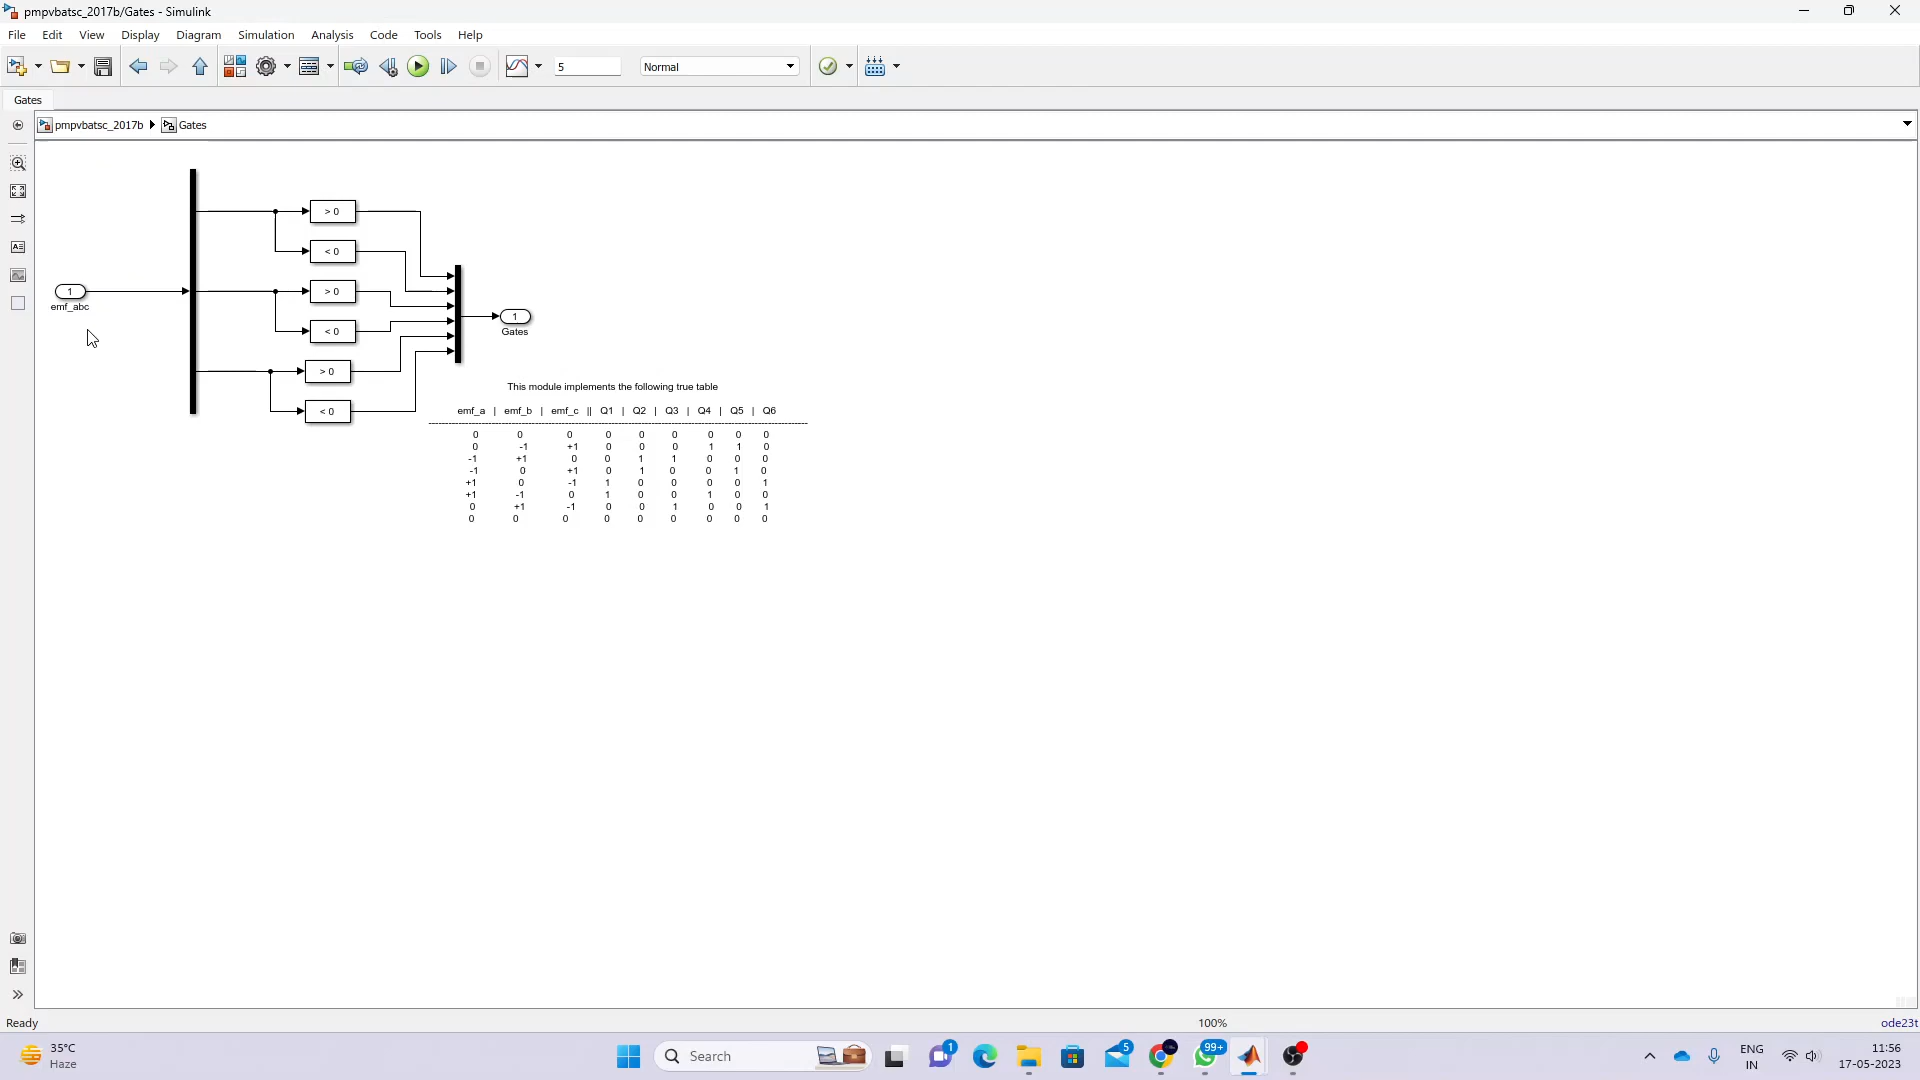 pmpvbatsc_2017b/Gates - Simulink
File Edit View Display Diagram Simulation Analysis Code Tools Help
5 Normal
Gates
pmpvbatsc_2017b Gates
> 0
< 0
1 > 0
emf_abc
1
Gates
< 0
> 0
< 0
This module implements the following true table
emf_a | emf_b | emf_c || Q1 | Q2 | Q3 | Q4 | Q5 | Q6
--------------------------------------------------------------------------------
0 0 0 0 0 0 0 0 0
0 -1 +1 0 0 0 1 1 0
-1 +1 0 0 1 1 0 0 0
-1 0 +1 0 1 0 0 1 0
+1 0 -1 1 0 0 0 0 1
+1 -1 0 1 0 0 1 0 0
0 +1 -1 0 0 1 0 0 1
0 0 0 0 0 0 0 0 0
Ready 100% ode23t
35°C
Haze
Search
1
5
99+
ENG
IN
11:56
17-05-2023